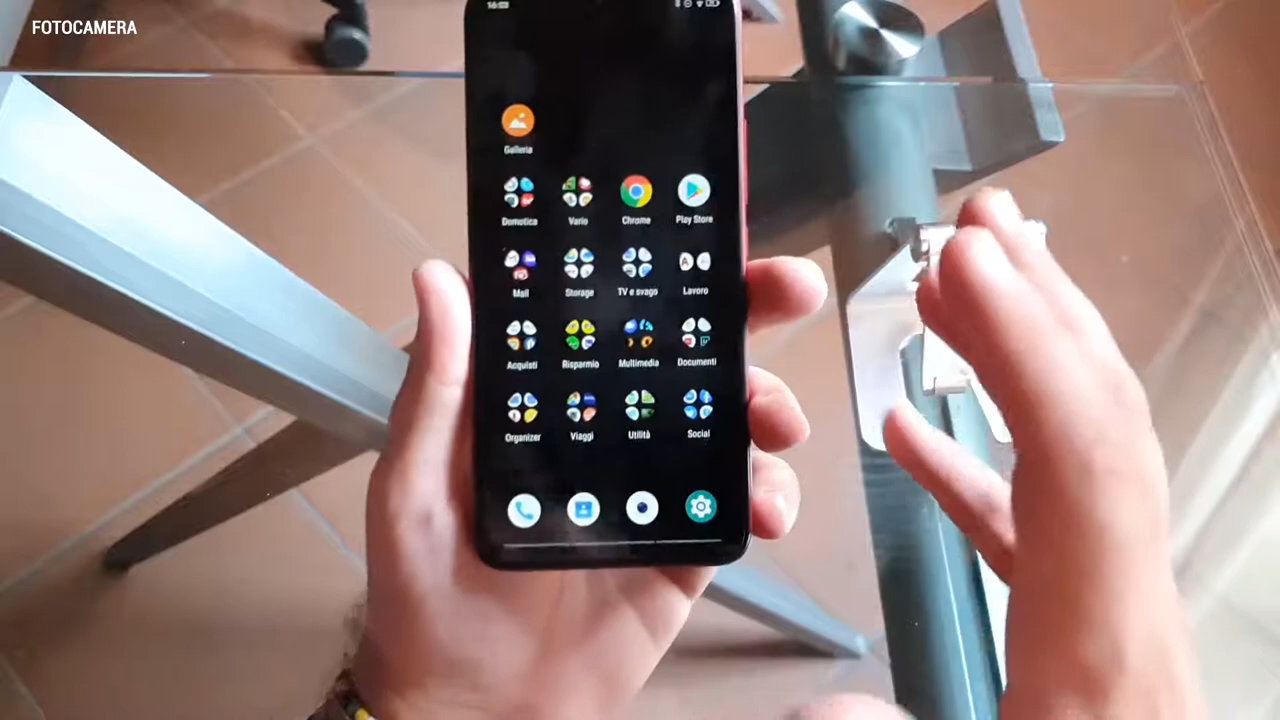 FOTOCAMERA
Galleria
Domotica Vario Chrome Play Store
Mail Storage TV e svago Lavoro
Acquisti Risparmio Multimedia Documenti
Organizer Viaggi Utilità Social